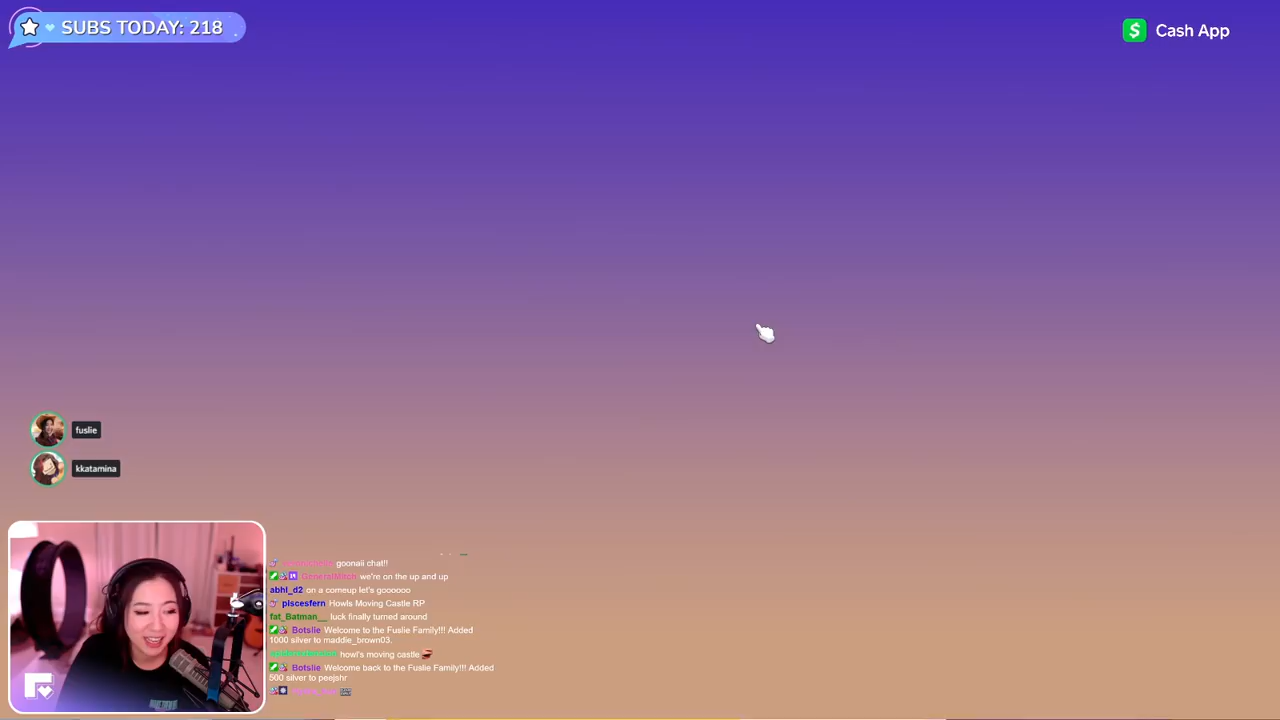 SUBS TODAY: 218
Cash App
fuslie
kkatamina
goonaii chat!!
GeneralMitch we're on the up and up
abhi_d2 on a comeup let's goooooo
piscesfern Howls Moving Castle RP
fat_Batman__ luck finally turned around
Botslie Welcome to the Fuslie Family!!! Added
1000 silver to maddie_brown03.
howl's moving castle
Botslie Welcome back to the Fuslie Family!!! Added
500 silver to peejshr